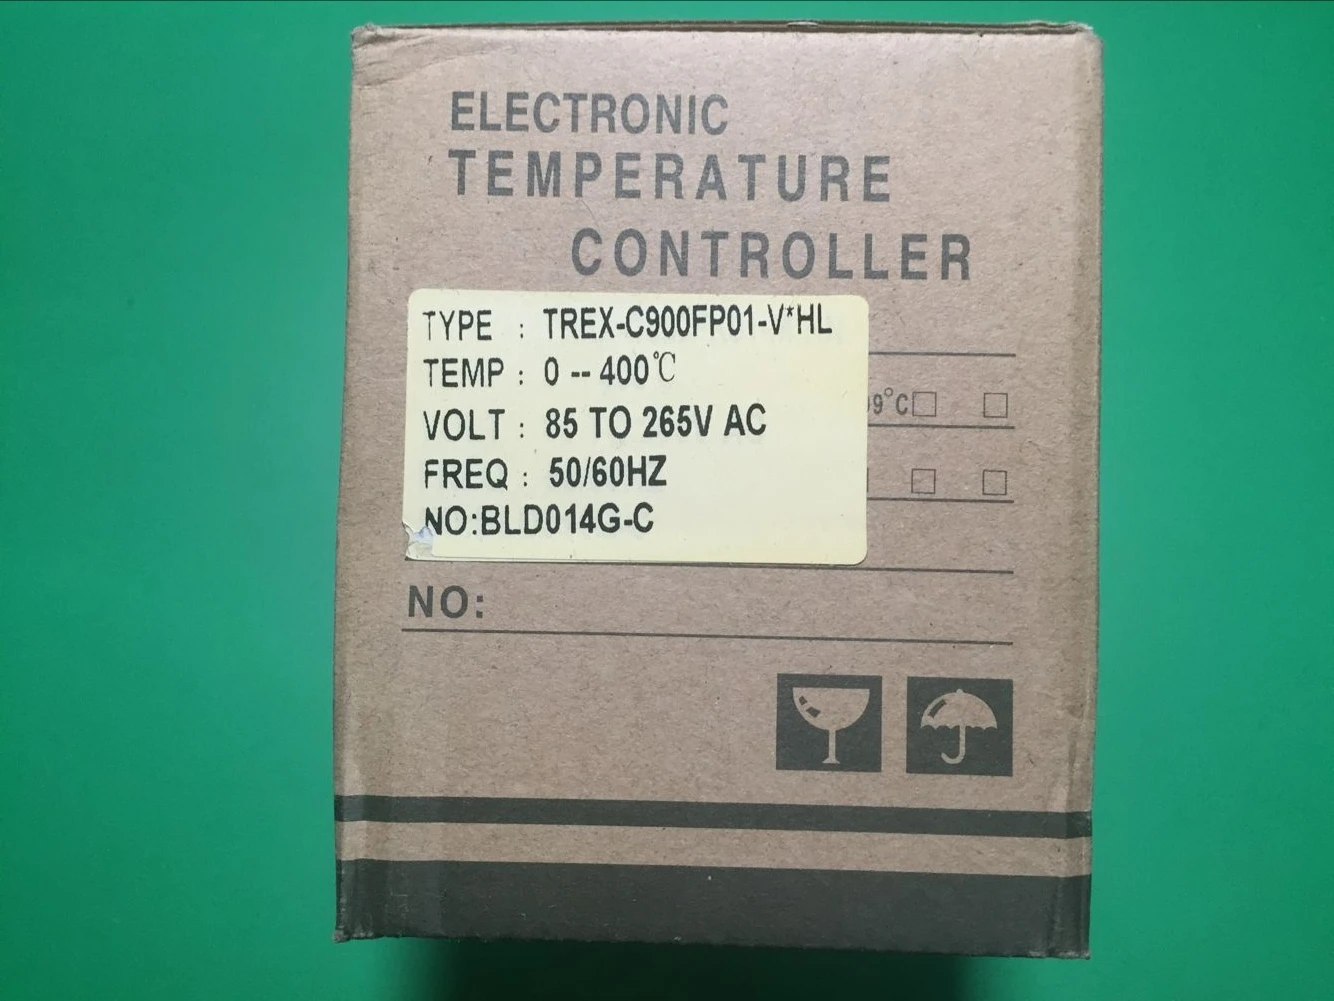 ELECTRONIC
TEMPERATURE
CONTROLLER
TYPE : TREX-C900FP01-V*HL
TEMP : 0 -- 400℃
VOLT : 85 TO 265V AC
9°C
FREQ : 50/60HZ
NO:BLD014G-C
NO: